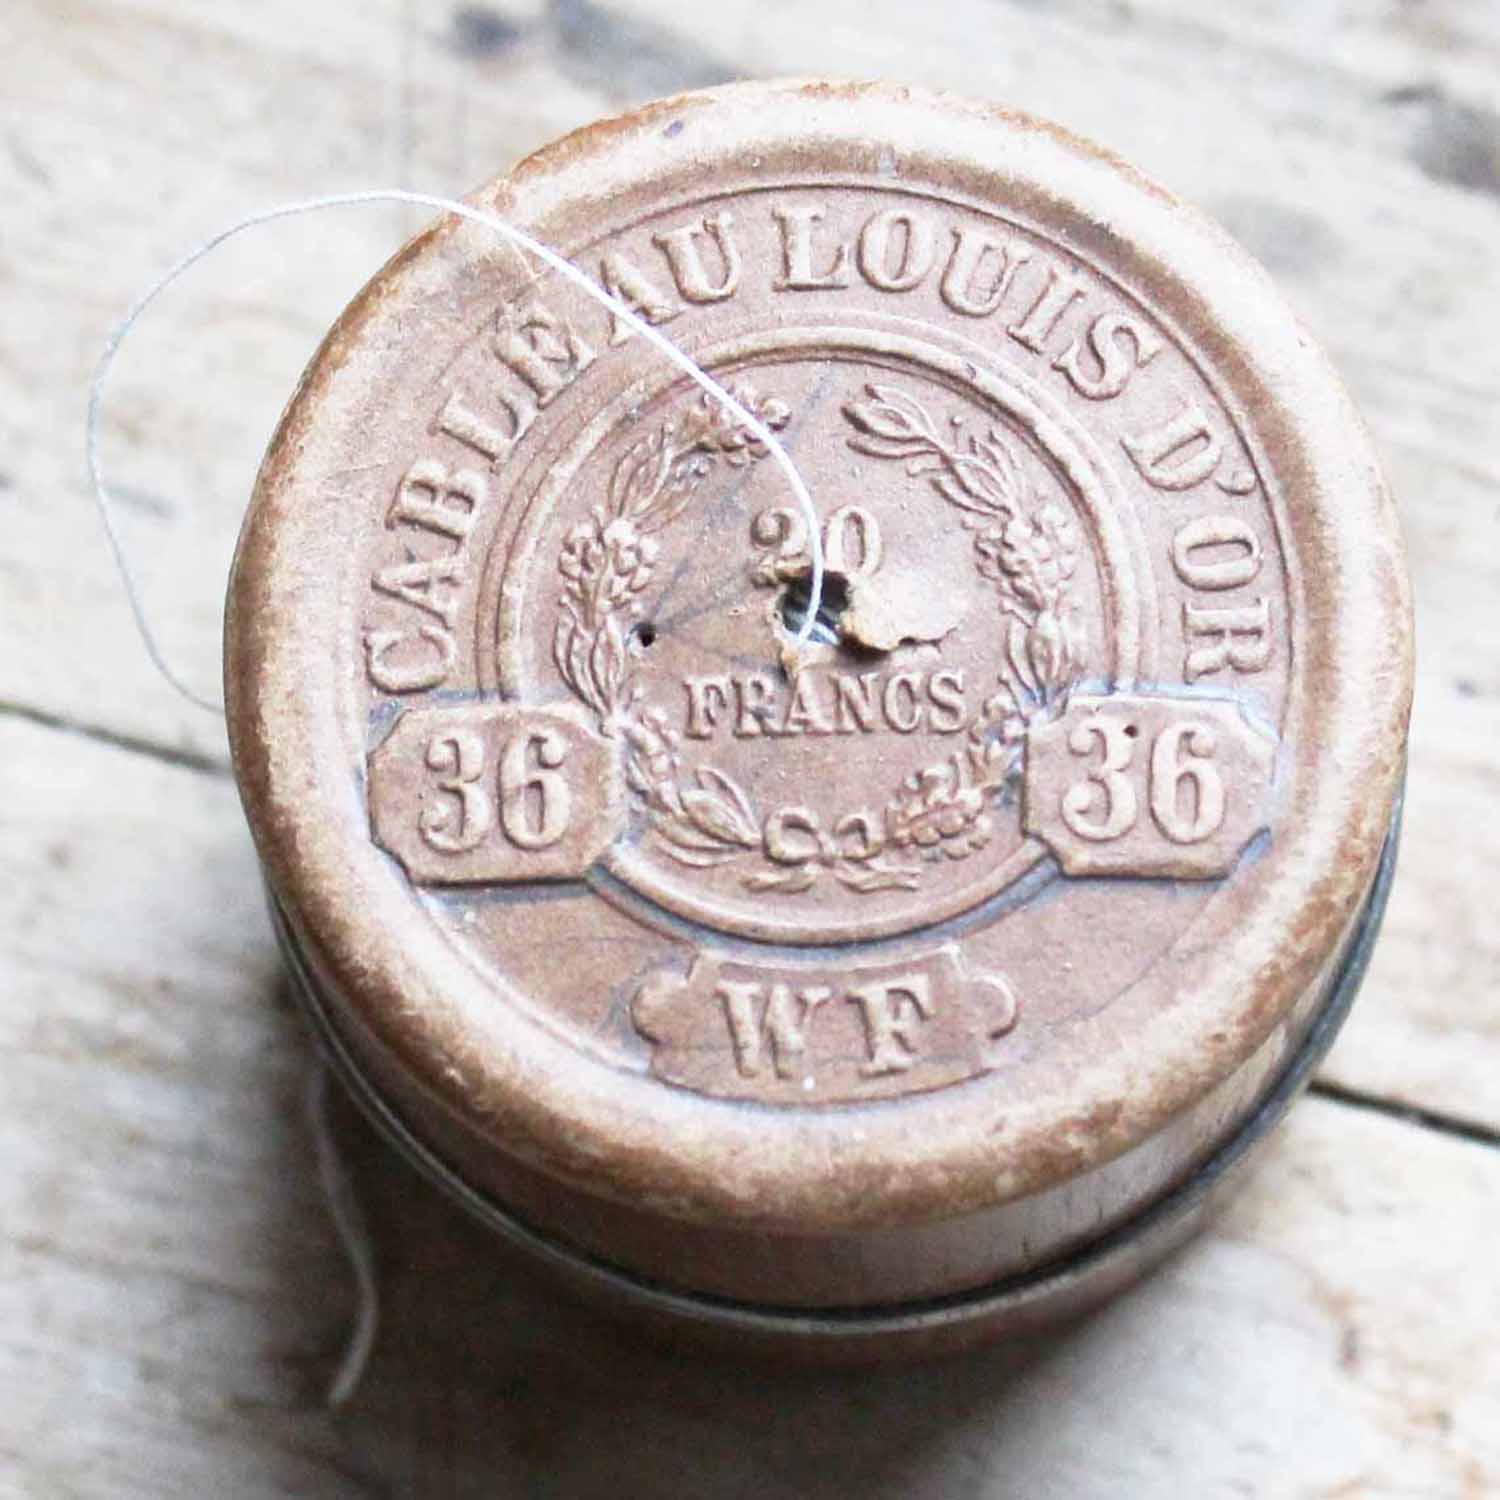 CABLÉ AU LOUIS D'OR
20
FRANCS
36
36
WF